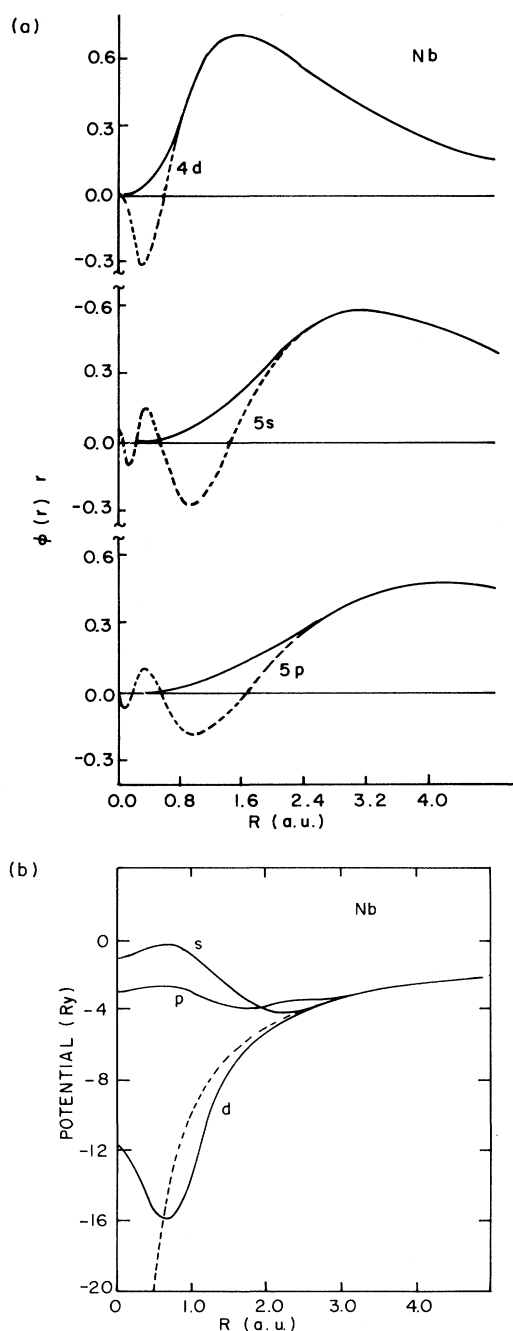 (a)
Nb
0.6
0.3
0.0
-0.3
4d
-0.6
0.3
0.0
-0.3
5s
0.6
0.3
0.0
-0.3
5p
ϕ(r) r
0.0 0.8 1.6 2.4 3.2 4.0
R (a.u.)
(b)
Nb
0
-4
-8
-12
-16
-20
s
p
d
POTENTIAL (Ry)
0 1.0 2.0 3.0 4.0
R (a.u.)